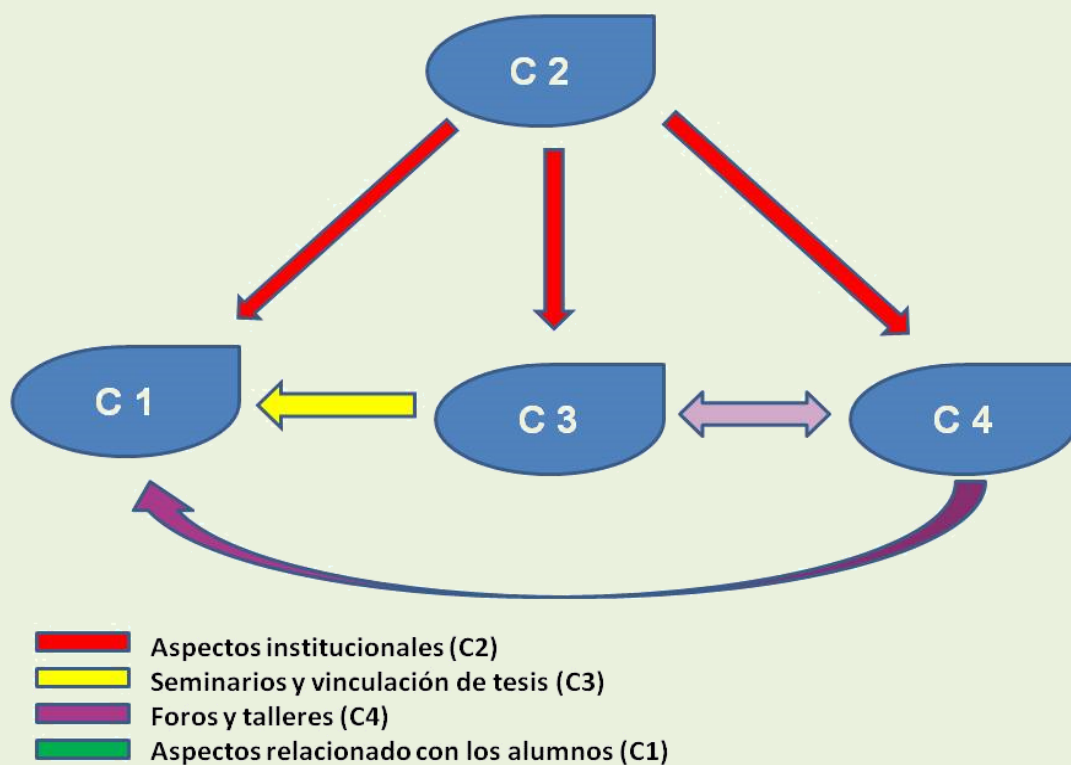 C 2
C 1
C 3
C 4
Aspectos institucionales (C2)
Seminarios y vinculación de tesis (C3)
Foros y talleres (C4)
Aspectos relacionado con los alumnos (C1)